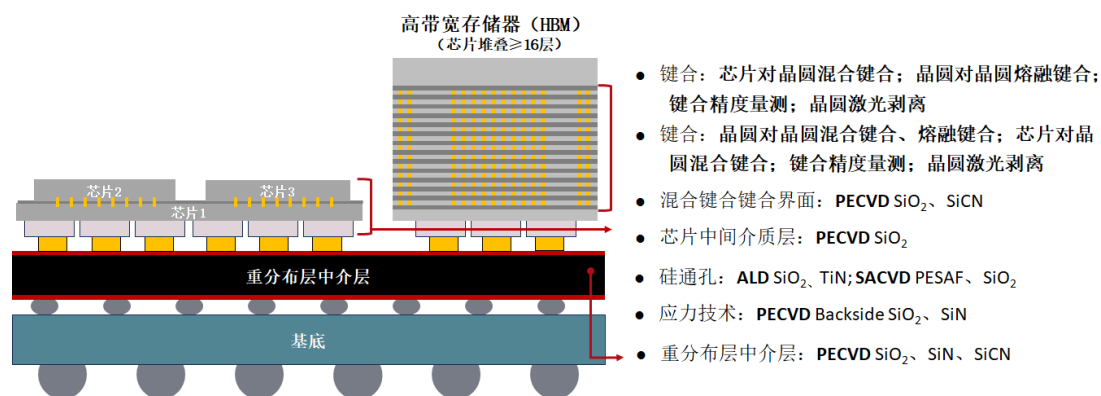 高带宽存储器（HBM）
（芯片堆叠≥16层）
芯片2
芯片3
芯片1
重分布层中介层
基底
● 键合：芯片对晶圆混合键合；晶圆对晶圆熔融键合；
键合精度量测；晶圆激光剥离
● 键合：晶圆对晶圆混合键合、熔融键合；芯片对晶
圆混合键合；键合精度量测；晶圆激光剥离
● 混合键合键合界面：PECVD SiO₂、SiCN
● 芯片中间介质层：PECVD SiO₂
● 硅通孔：ALD SiO₂、TiN; SACVD PESAF、SiO₂
● 应力技术：PECVD Backside SiO₂、SiN
● 重分布层中介层：PECVD SiO₂、SiN、SiCN